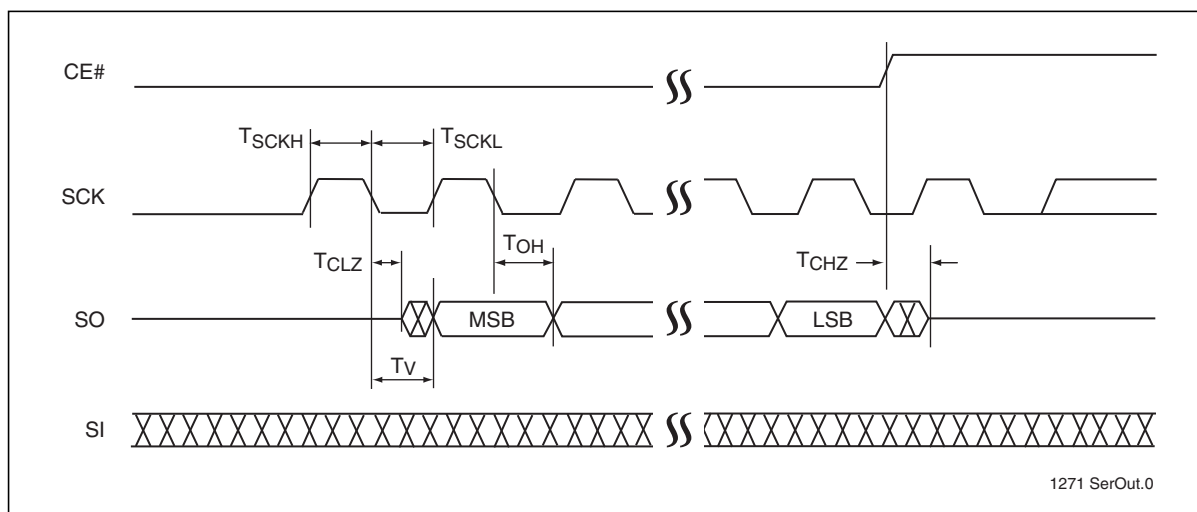 CE#
TSCKH
TSCKL
SCK
TOH
TCLZ
TCHZ
SO
MSB
LSB
TV
SI
1271 SerOut.0